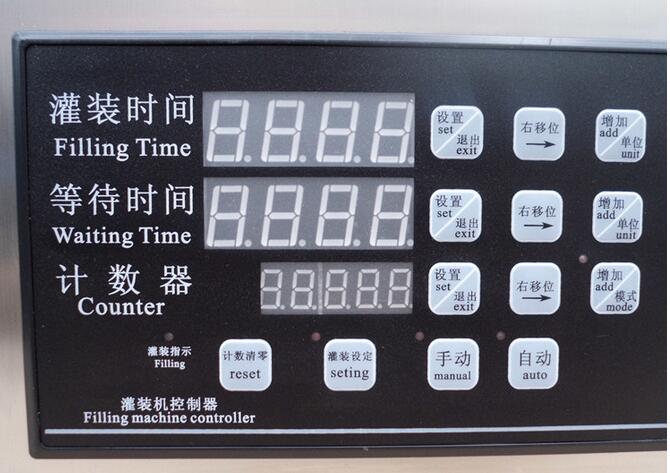 灌装时间
Filling Time
设置
set
退出
exit
右移位
增加
add
单位
unit
等待时间
Waiting Time
设置
set
退出
exit
右移位
增加
add
单位
unit
计数器
Counter
设置
set
退出
exit
右移位
增加
add
模式
mode
灌装指示
Filling
计数清零
reset
灌装设定
seting
手动
manual
自动
auto
灌装机控制器
Filling machine controller